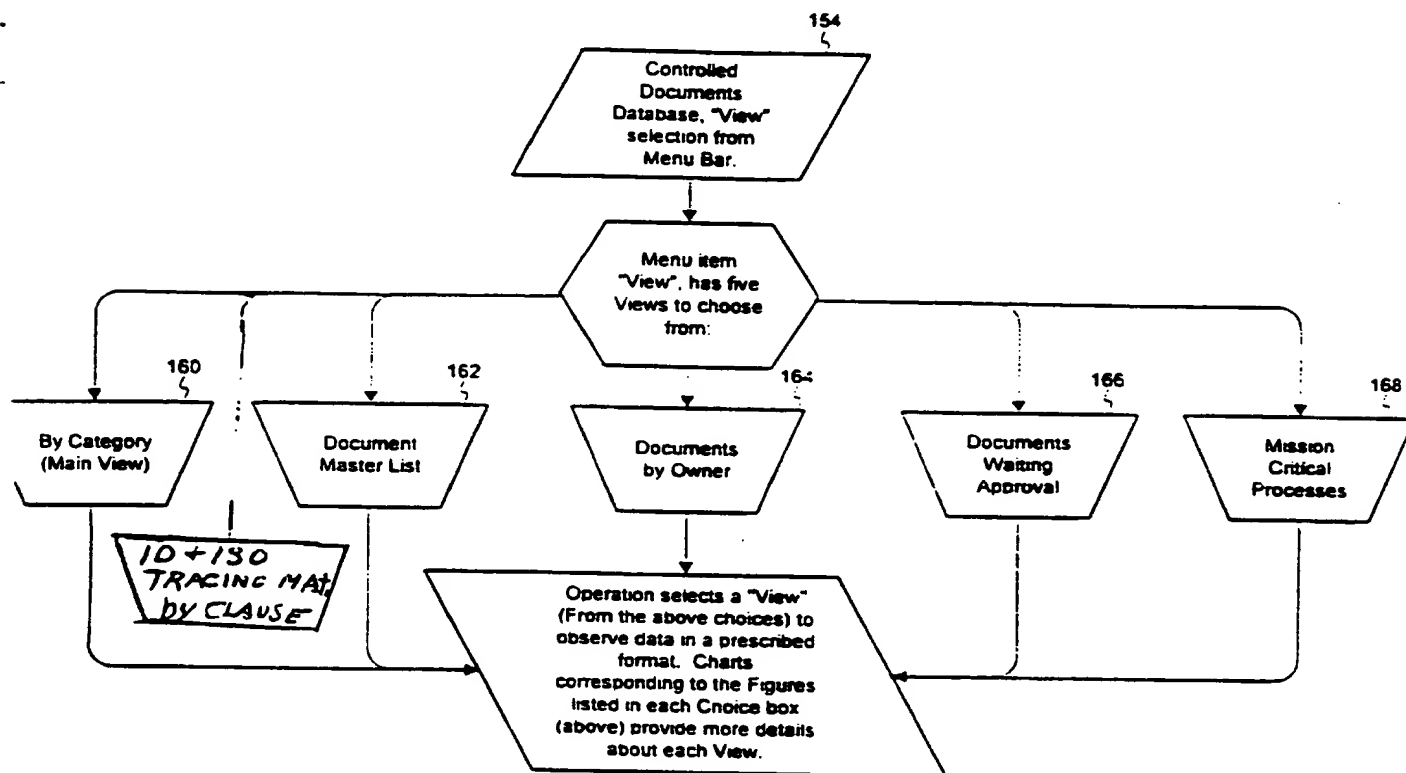 154
Controlled
Documents
Database, "View"
selection from
Menu Bar.
Menu item
"View", has five
Views to choose
from:
160
By Category
(Main View)
162
Document
Master List
164
Documents
by Owner
166
Documents
Waiting
Approval
168
Mission
Critical
Processes
10 + 190
TRACING MAT.
by CLAUSE
Operation selects a "View"
(From the above choices) to
observe data in a prescribed
format. Charts
corresponding to the Figures
listed in each Choice box
(above) provide more details
about each View.